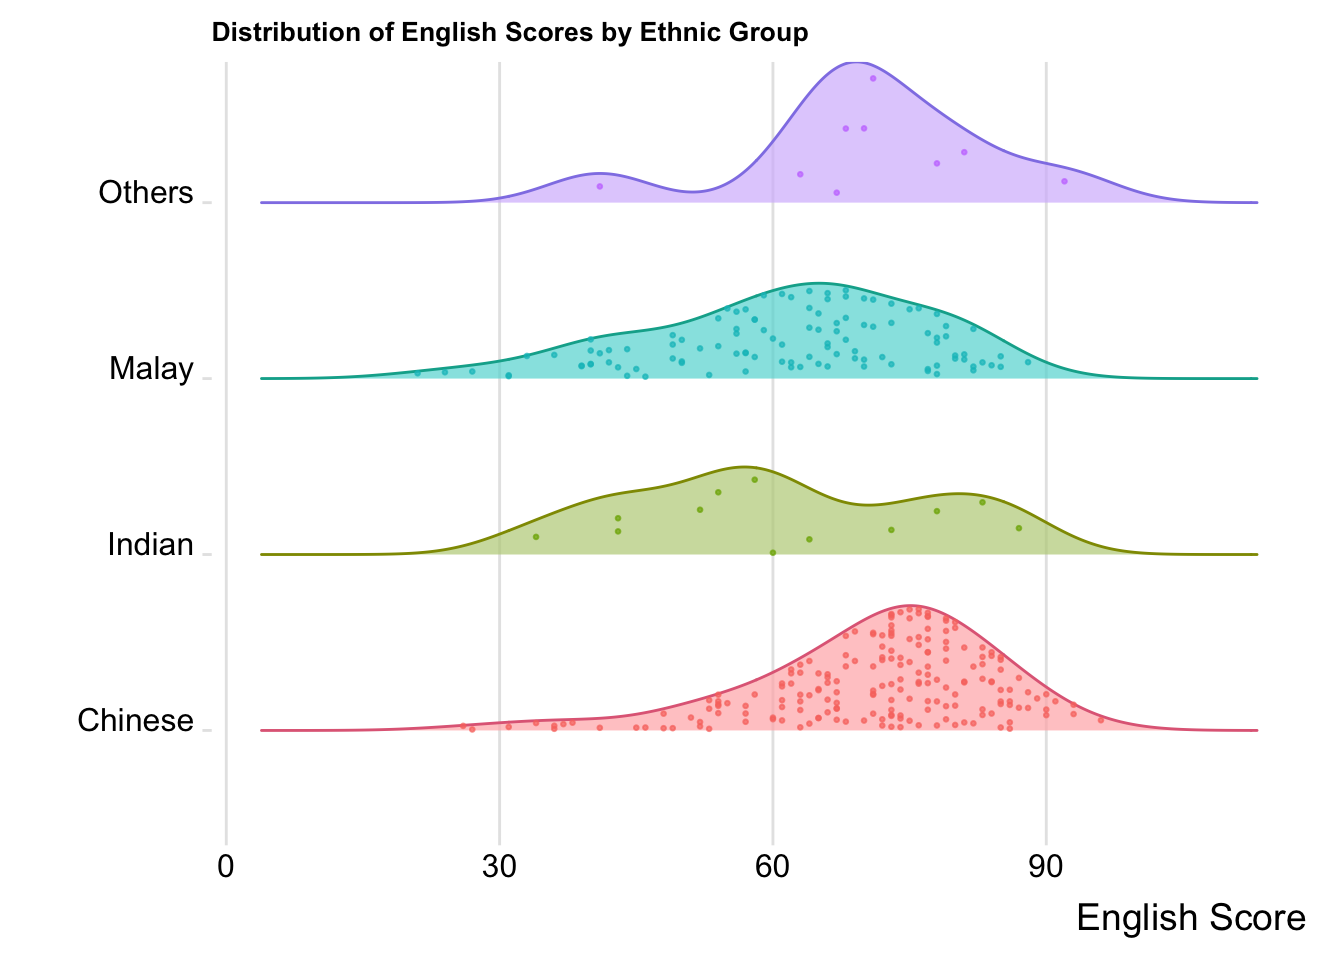 Distribution of English Scores by Ethnic Group
Others
Malay
Indian
Chinese
0 30 60 90
English Score